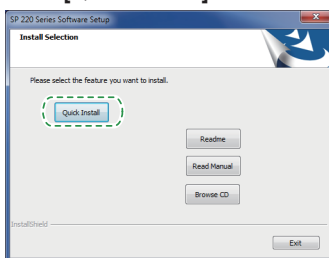 SP 220 Series Software Setup
Install Selection
Please select the feature you want to install.
Quick Install
Readme
Read Manual
Browse CD
InstallShield
Exit